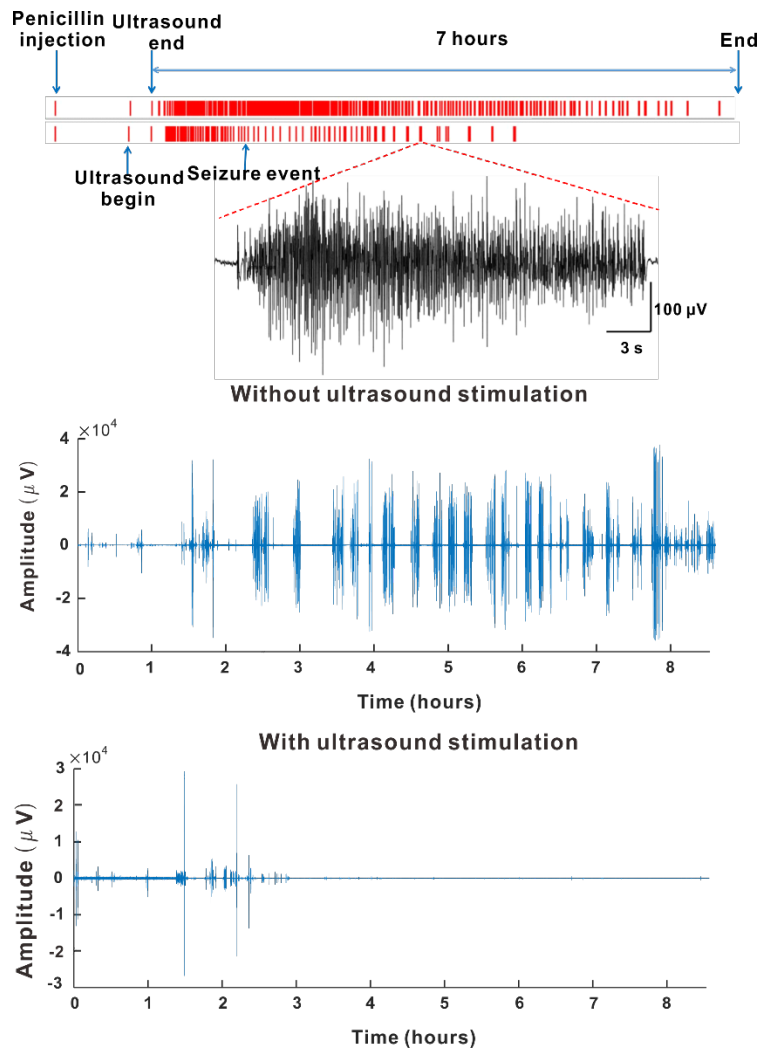 Penicillin
injection
Ultrasound
end
7 hours
End
Ultrasound
begin
Seizure event
100 µV
3 s
Without ultrasound stimulation
×10⁴
Amplitude ( μ V)
4
2
0
-2
-4
0 1 2 3 4 5 6 7 8
Time (hours)
With ultrasound stimulation
×10⁴
Amplitude ( μ V)
3
2
1
0
-1
-2
-3
0 1 2 3 4 5 6 7 8
Time (hours)